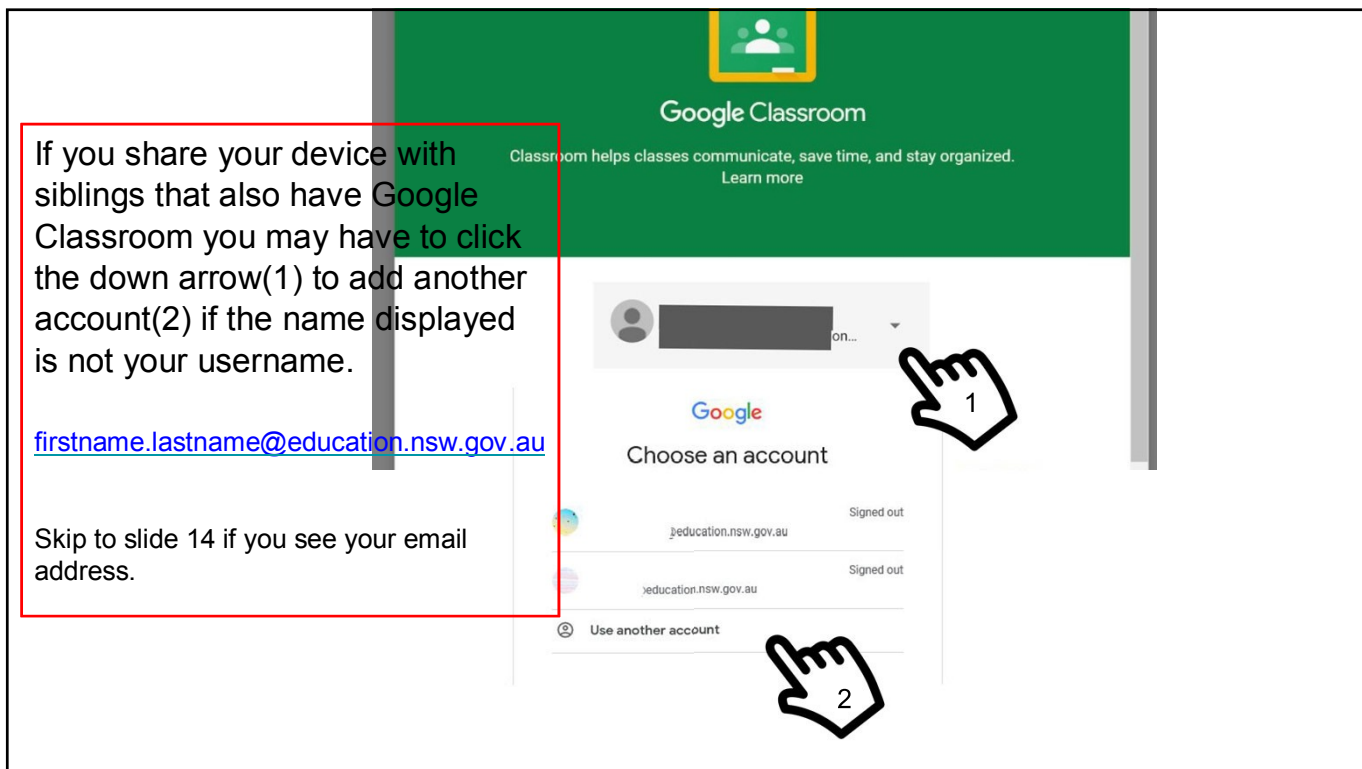 If you share your device with
siblings that also have Google
Classroom you may have to click
the down arrow(1) to add another
account(2) if the name displayed
is not your username.
firstname.lastname@education.nsw.gov.au
Skip to slide 14 if you see your email
address.
Google Classroom
Classroom helps classes communicate, save time, and stay organized.
Learn more
on...
1
Google
Choose an account
Signed out
education.nsw.gov.au
Signed out
education.nsw.gov.au
Use another account
2